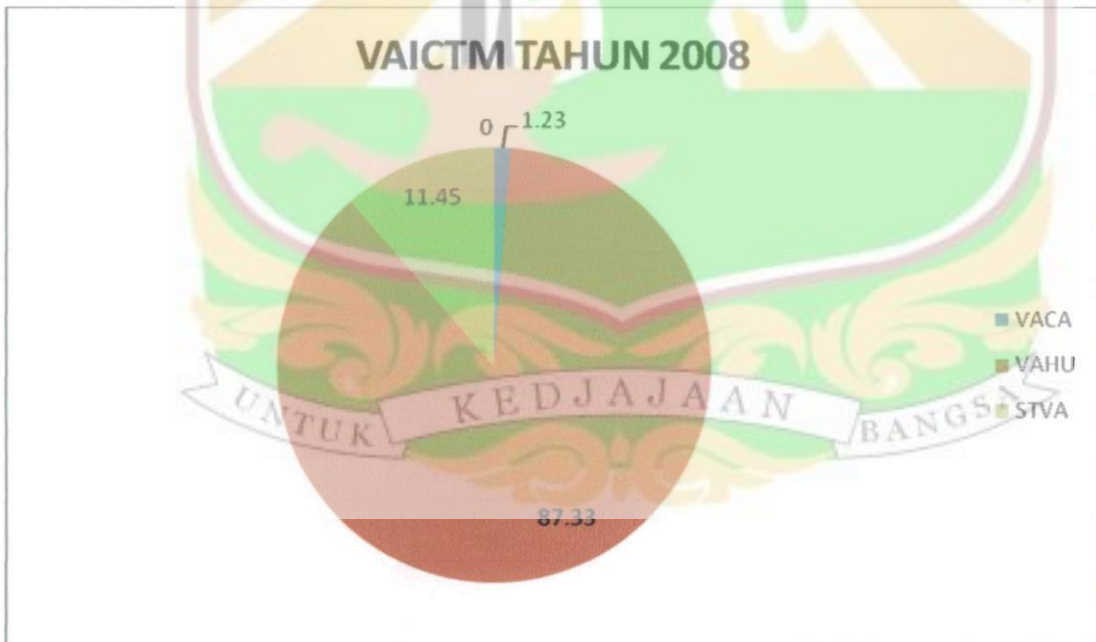 VAICTM TAHUN 2008
0
1.23
11.45
87.33
VACA
VAHU
STVA
UNTUK KEDJAJAAN BANGSA